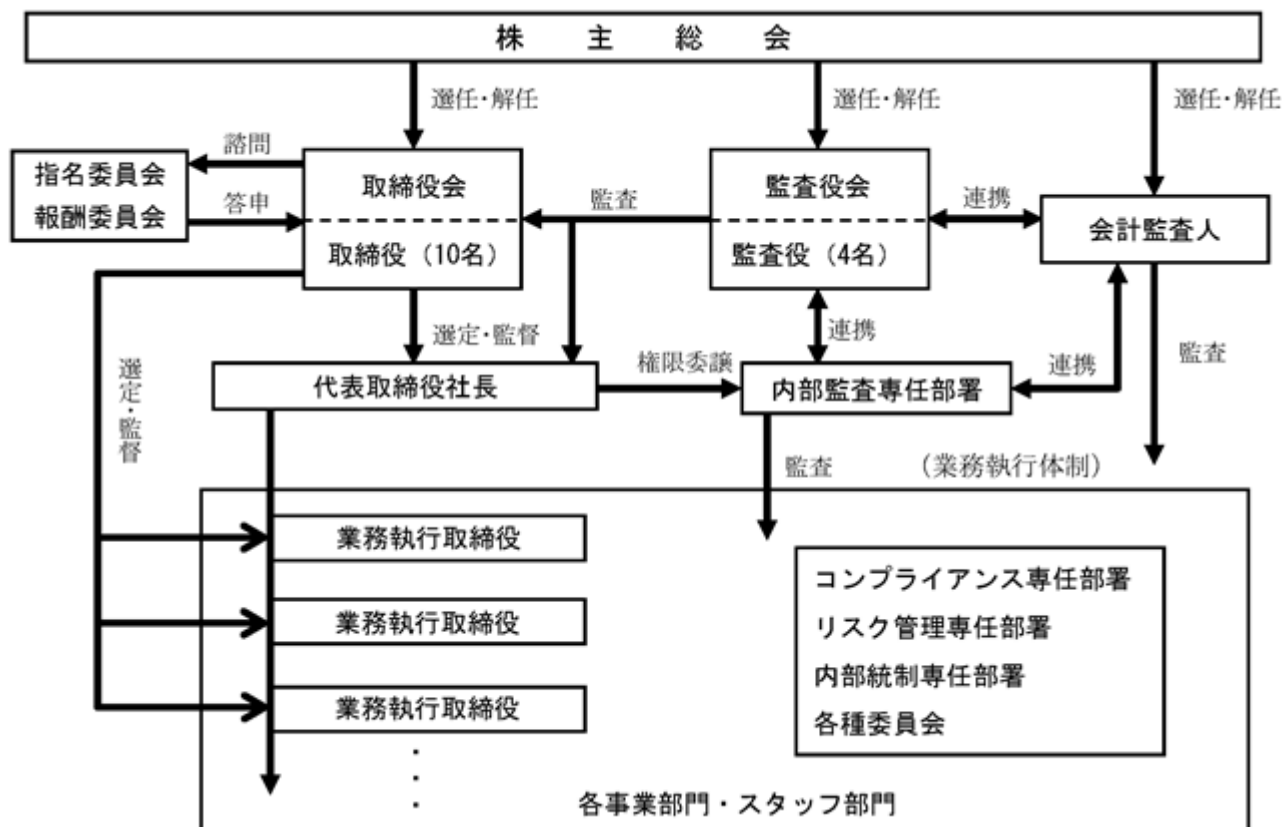 株主総会
選任・解任
選任・解任
選任・解任
諮問
指名委員会
報酬委員会
答申
取締役会
取締役（10名）
監査
監査役会
監査役（4名）
連携
会計監査人
選定・監督
連携
監査
選定・監督
代表取締役社長
権限委譲
内部監査専任部署
連携
監査
（業務執行体制）
業務執行取締役
業務執行取締役
業務執行取締役
・
・
・
コンプライアンス専任部署
リスク管理専任部署
内部統制専任部署
各種委員会
各事業部門・スタッフ部門